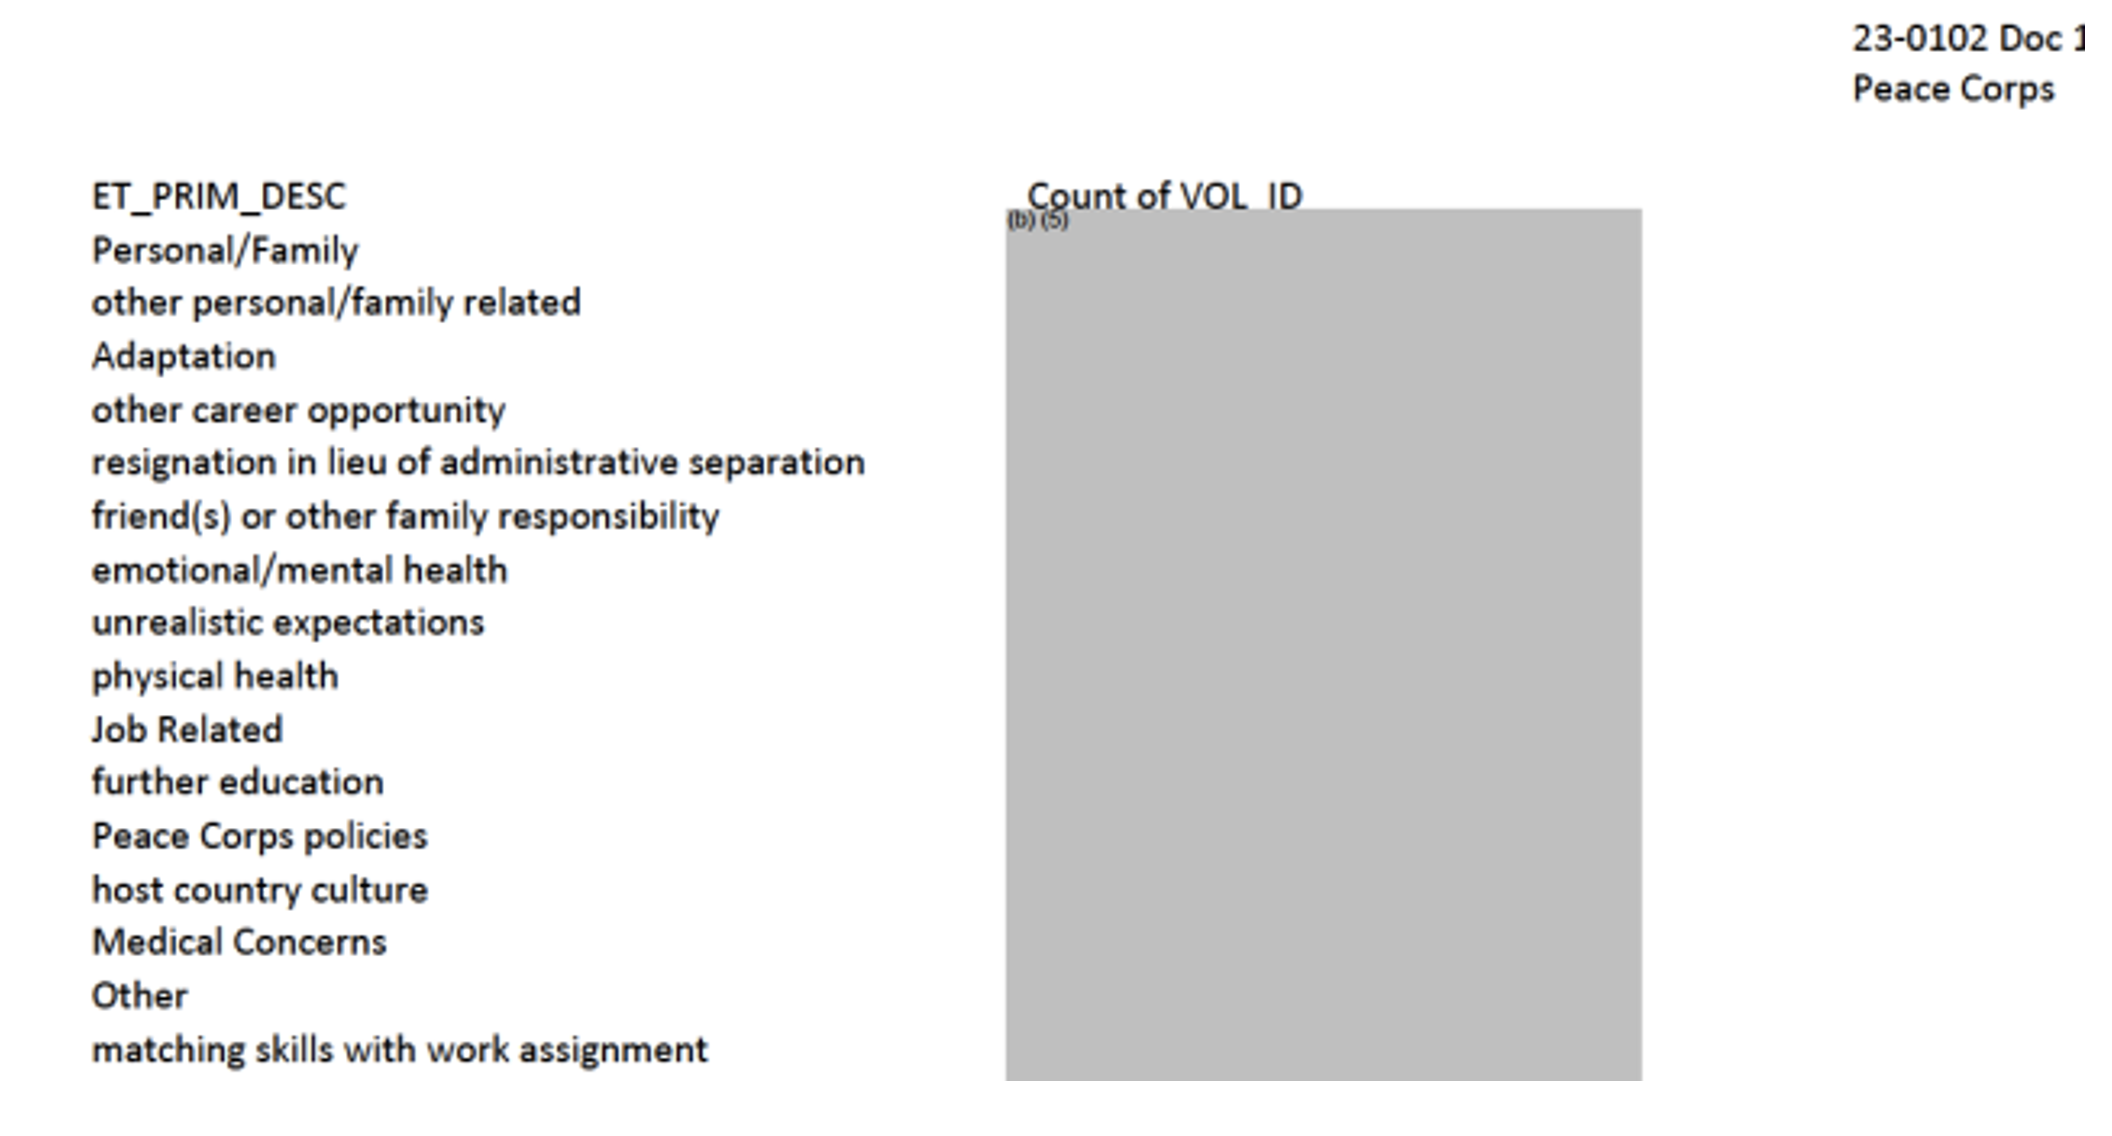 23-0102 Doc 1
Peace Corps
ET_PRIM_DESC Count of VOL_ID
(b) (5)
Personal/Family
other personal/family related
Adaptation
other career opportunity
resignation in lieu of administrative separation
friend(s) or other family responsibility
emotional/mental health
unrealistic expectations
physical health
Job Related
further education
Peace Corps policies
host country culture
Medical Concerns
Other
matching skills with work assignment